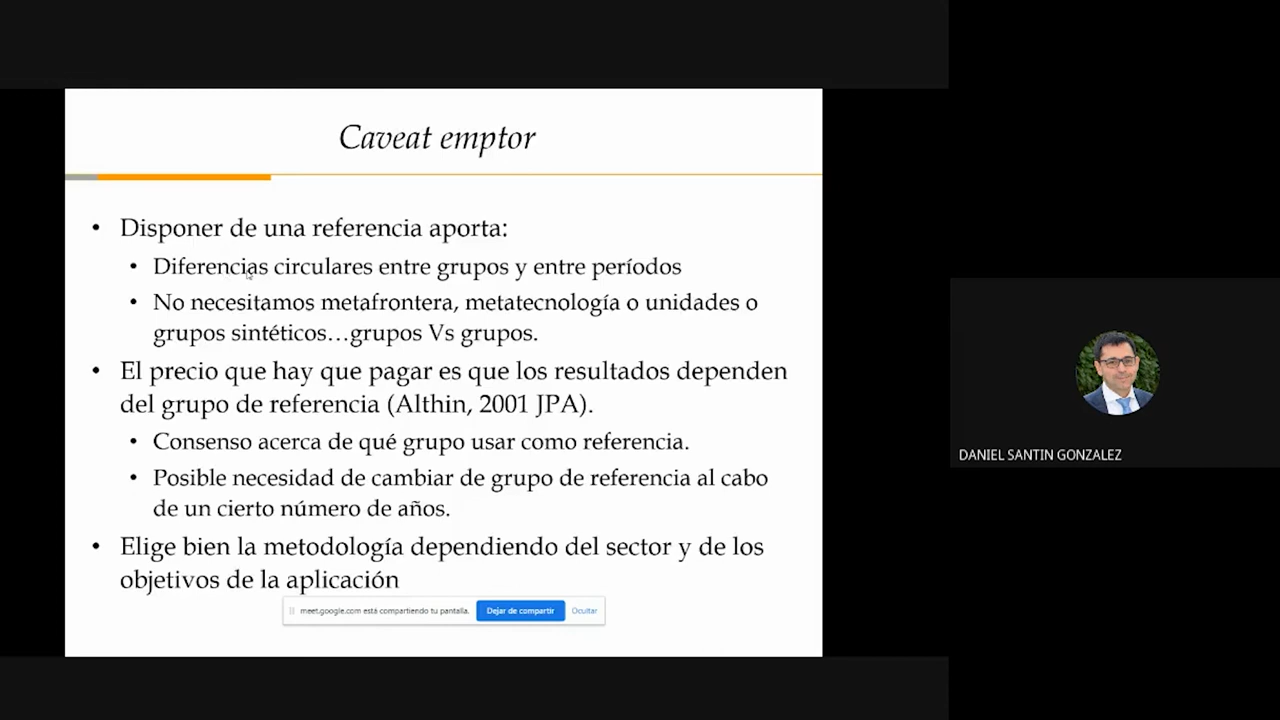 Caveat emptor
• Disponer de una referencia aporta:
• Diferencias circulares entre grupos y entre períodos
• No necesitamos metafrontera, metatecnología o unidades o
grupos sintéticos…grupos Vs grupos.
• El precio que hay que pagar es que los resultados dependen
del grupo de referencia (Althin, 2001 JPA).
• Consenso acerca de qué grupo usar como referencia.
• Posible necesidad de cambiar de grupo de referencia al cabo
de un cierto número de años.
• Elige bien la metodología dependiendo del sector y de los
objetivos de la aplicación
meet.google.com está compartiendo tu pantalla. Dejar de compartir Ocultar
DANIEL SANTIN GONZALEZ